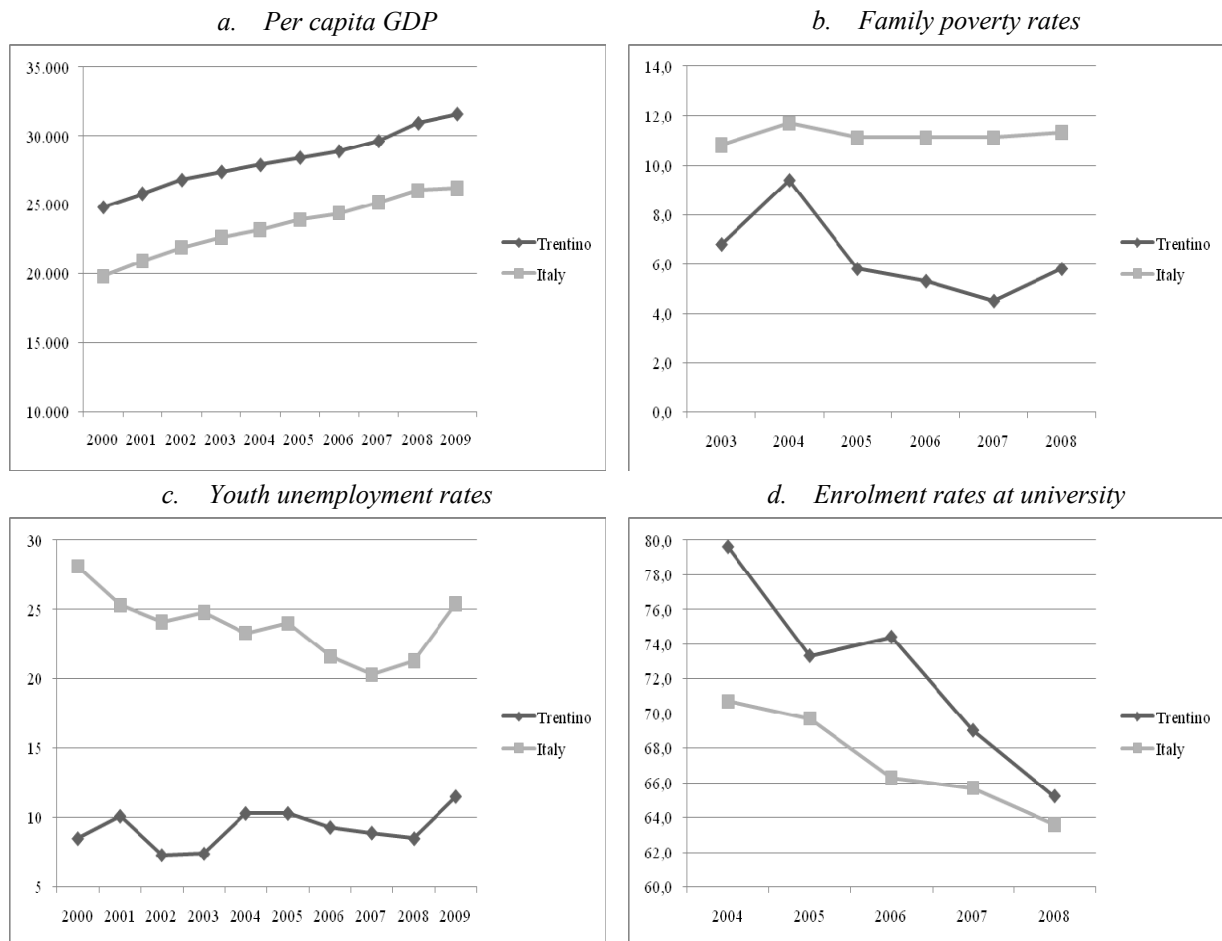 a. Per capita GDP
35.000
30.000
25.000
20.000
15.000
10.000
2000 2001 2002 2003 2004 2005 2006 2007 2008 2009
Trentino
Italy
b. Family poverty rates
14,0
12,0
10,0
8,0
6,0
4,0
2,0
0,0
2003 2004 2005 2006 2007 2008
Trentino
Italy
c. Youth unemployment rates
30
25
20
15
10
5
2000 2001 2002 2003 2004 2005 2006 2007 2008 2009
Trentino
Italy
d. Enrolment rates at university
80,0
78,0
76,0
74,0
72,0
70,0
68,0
66,0
64,0
62,0
60,0
2004 2005 2006 2007 2008
Trentino
Italy